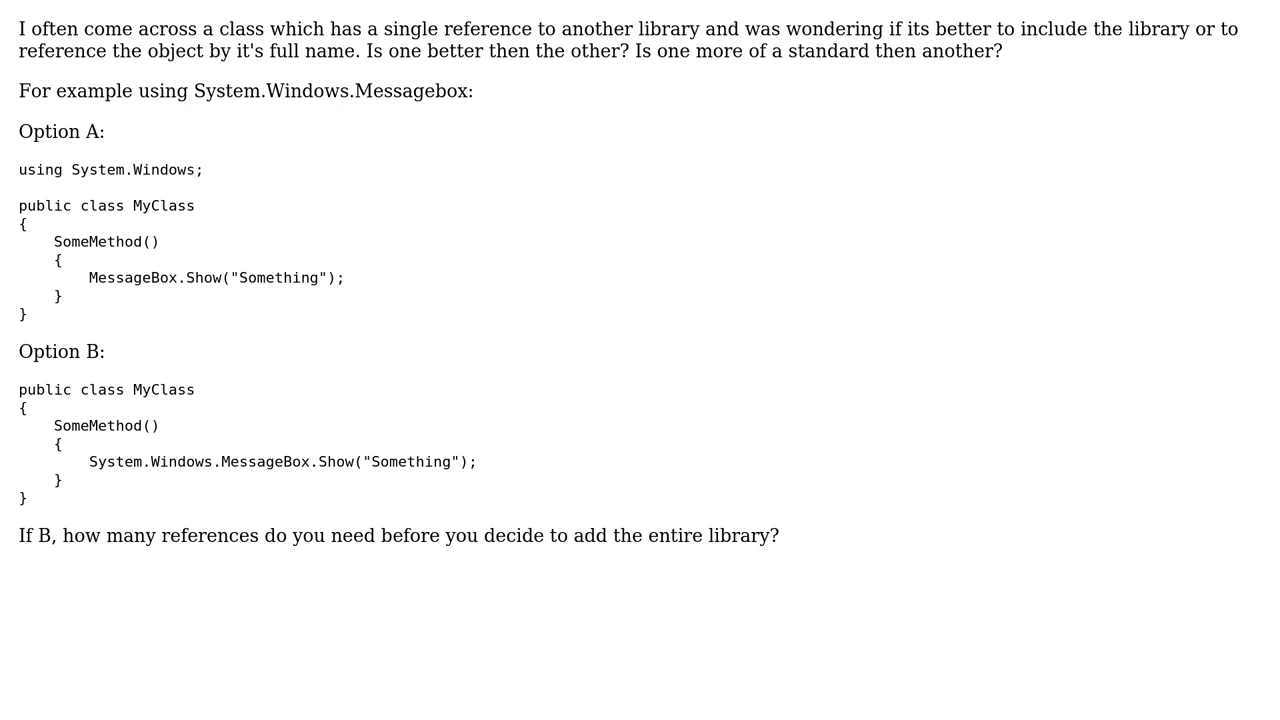 I often come across a class which has a single reference to another library and was wondering if its better to include the library or to
reference the object by it's full name. Is one better then the other? Is one more of a standard then another?
For example using System.Windows.Messagebox:
Option A:
using System.Windows;
public class MyClass
{
    SomeMethod()
    {
        MessageBox.Show("Something");
    }
}
Option B:
public class MyClass
{
    SomeMethod()
    {
        System.Windows.MessageBox.Show("Something");
    }
}
If B, how many references do you need before you decide to add the entire library?